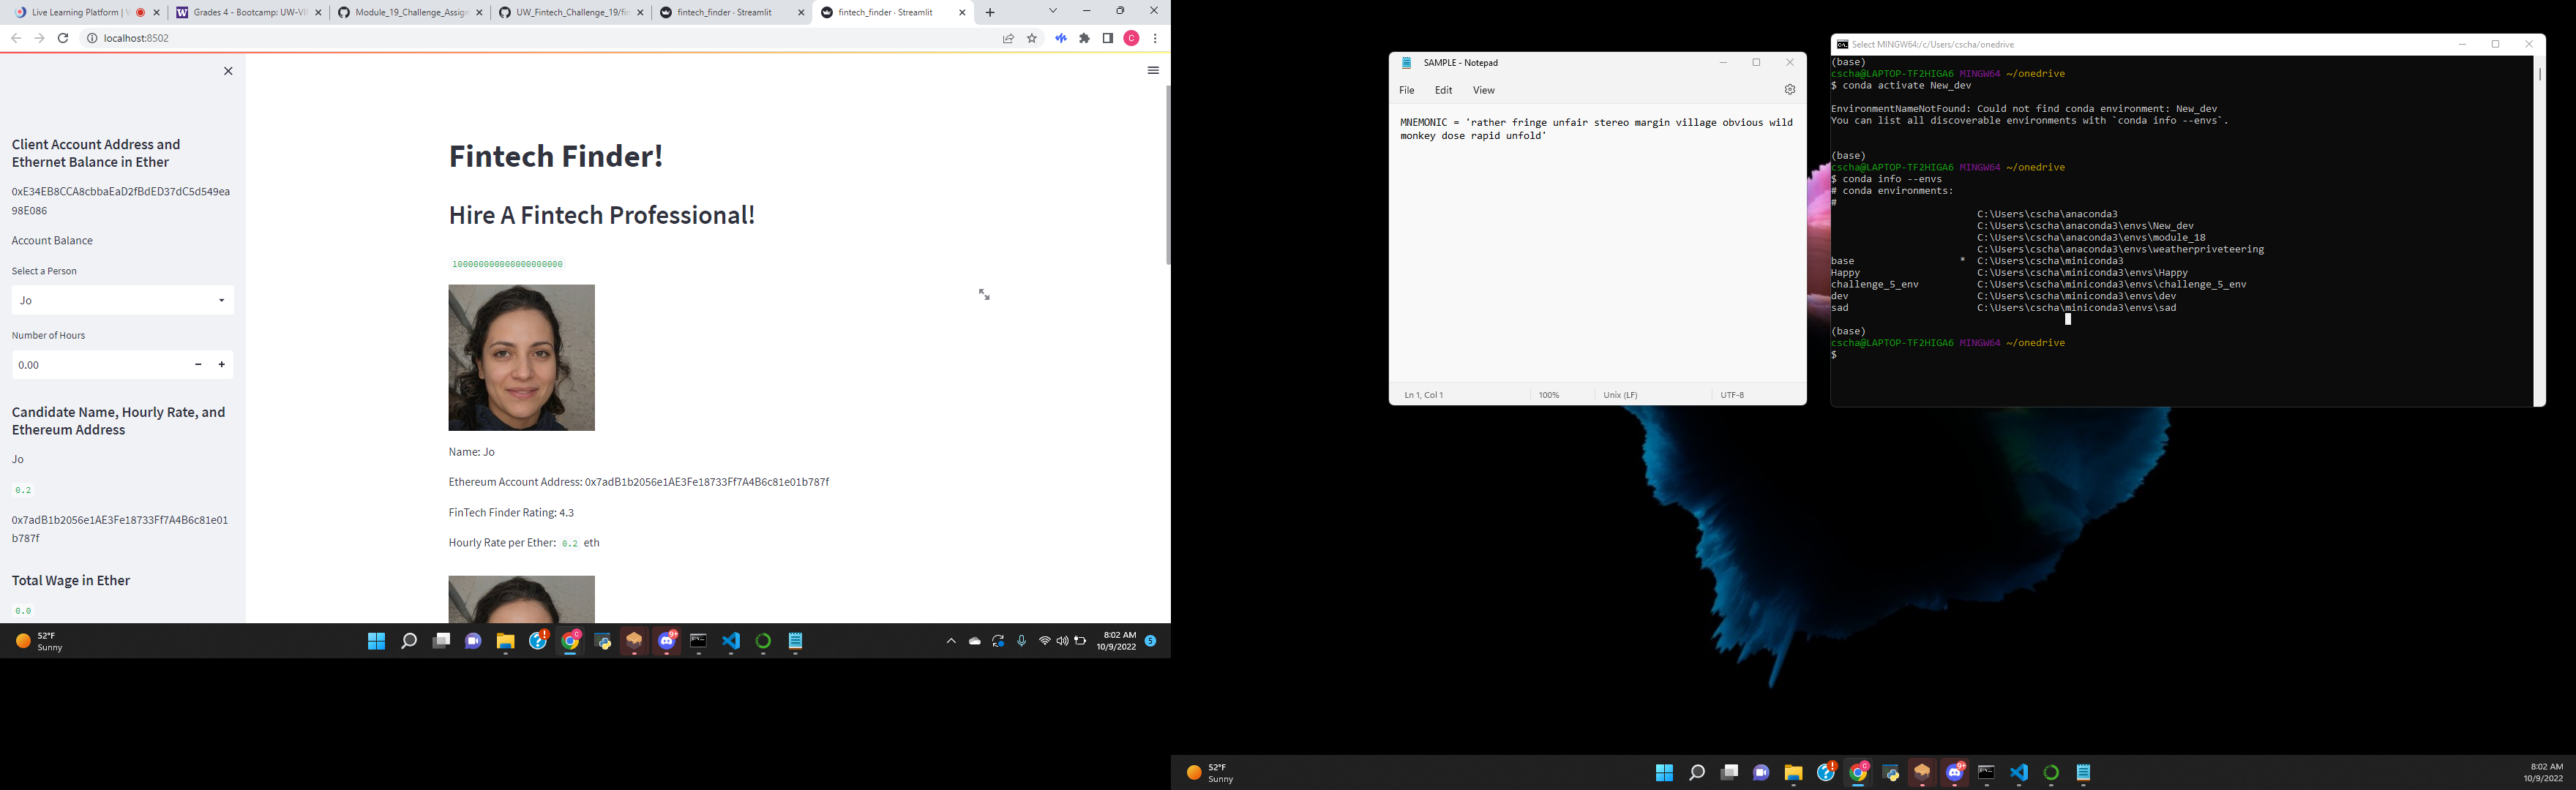 Live Learning Platform | V
Grades 4 - Bootcamp: UW-VI
Module_19_Challenge_Assign
UW_Fintech_Challenge_19/fin
fintech_finder · Streamlit
fintech_finder · Streamlit
localhost:8502
C
Client Account Address and
Ethernet Balance in Ether
0xE34EB8CCA8cbbaEaD2fBdED37dC5d549ea
98E086
Account Balance
Select a Person
Jo
Number of Hours
0.00
Candidate Name, Hourly Rate, and
Ethereum Address
Jo
0.2
0x7adB1b2056e1AE3Fe18733Ff7A4B6c81e01
b787f
Total Wage in Ether
0.0
Fintech Finder!
Hire A Fintech Professional!
Name: Jo
Ethereum Account Address: 0x7adB1b2056e1AE3Fe18733Ff7A4B6c81e01b787f
FinTech Finder Rating: 4.3
Hourly Rate per Ether: 0.2 eth
52°F
Sunny
8:02 AM
10/9/2022
5
SAMPLE - Notepad
File Edit View
MNEMONIC = 'rather fringe unfair stereo margin village obvious wild
monkey dose rapid unfold'
Ln 1, Col 1 100% Unix (LF) UTF-8
Select MINGW64:/c/Users/cscha/onedrive
(base)
cscha@LAPTOP-TF2HIGA6 MINGW64 ~/onedrive
$ conda activate New_dev
EnvironmentNameNotFound: Could not find conda environment: New_dev
You can list all discoverable environments with `conda info --envs`.
(base)
cscha@LAPTOP-TF2HIGA6 MINGW64 ~/onedrive
$ conda info --envs
# conda environments:
#
C:\Users\cscha\anaconda3
C:\Users\cscha\anaconda3\envs\New_dev
C:\Users\cscha\anaconda3\envs\module_18
C:\Users\cscha\anaconda3\envs\weatherpriveteering
base * C:\Users\cscha\miniconda3
Happy C:\Users\cscha\miniconda3\envs\Happy
challenge_5_env C:\Users\cscha\miniconda3\envs\challenge_5_env
dev C:\Users\cscha\miniconda3\envs\dev
sad C:\Users\cscha\miniconda3\envs\sad
(base)
cscha@LAPTOP-TF2HIGA6 MINGW64 ~/onedrive
$
52°F
Sunny
8:02 AM
10/9/2022